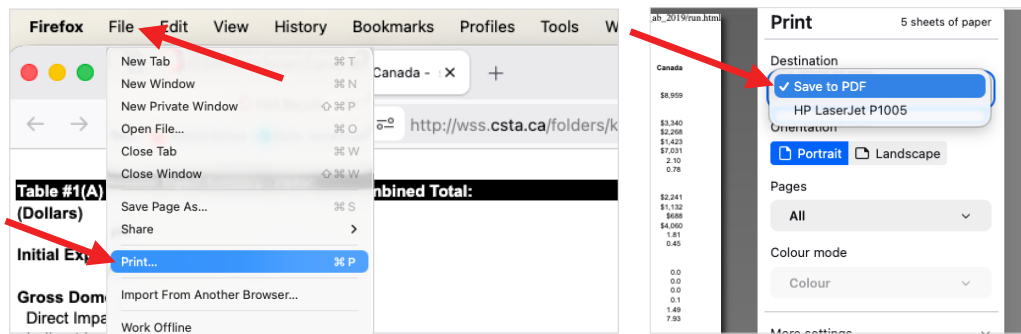 Firefox File Edit View History Bookmarks Profiles Tools
New Tab ⌘ T
New Window ⌘ N
New Private Window ⇧ ⌘ P
Open File... ⌘ O
Close Tab ⌘ W
Close Window ⇧ ⌘ W
Save Page As... ⌘ S
Share
Print... ⌘ P
Import From Another Browser...
Work Offline
Canada -
http://wss.csta.ca/folders/k
Table #1(A)
mbined Total:
(Dollars)
Initial Exp
Gross Dom
Direct Impa
ab_2019/run.html
Canada
$8,959
$3,340
$2,268
$1,423
$7,031
2.10
0.78
$2,241
$1,132
$688
$4,060
1.81
0.45
0.0
0.0
0.0
0.1
1.49
7.93
Print 5 sheets of paper
Destination
Save to PDF
HP LaserJet P1005
Orientation
Portrait Landscape
Pages
All
Colour mode
Colour
More settings